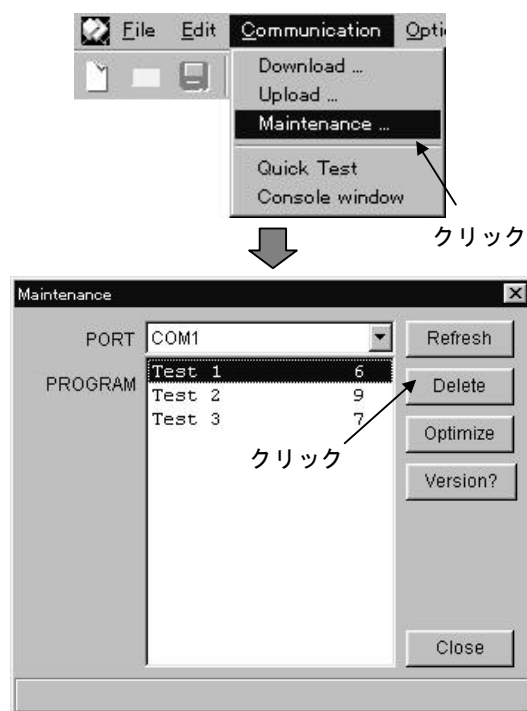 File Edit Communication Opti
Download ...
Upload ...
Maintenance ...
Quick Test
Console window
クリック
Maintenance
PORT COM1 Refresh
PROGRAM Test 1 6 Delete
Test 2 9
Test 3 7 Optimize
クリック
Version?
Close